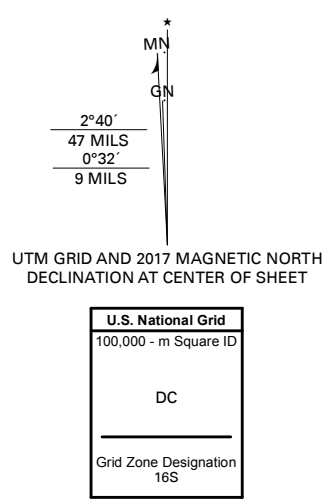 MN
GN
2°40´
47 MILS
0°32´
9 MILS
UTM GRID AND 2017 MAGNETIC NORTH
DECLINATION AT CENTER OF SHEET
U.S. National Grid
100,000 - m Square ID
DC
Grid Zone Designation
16S